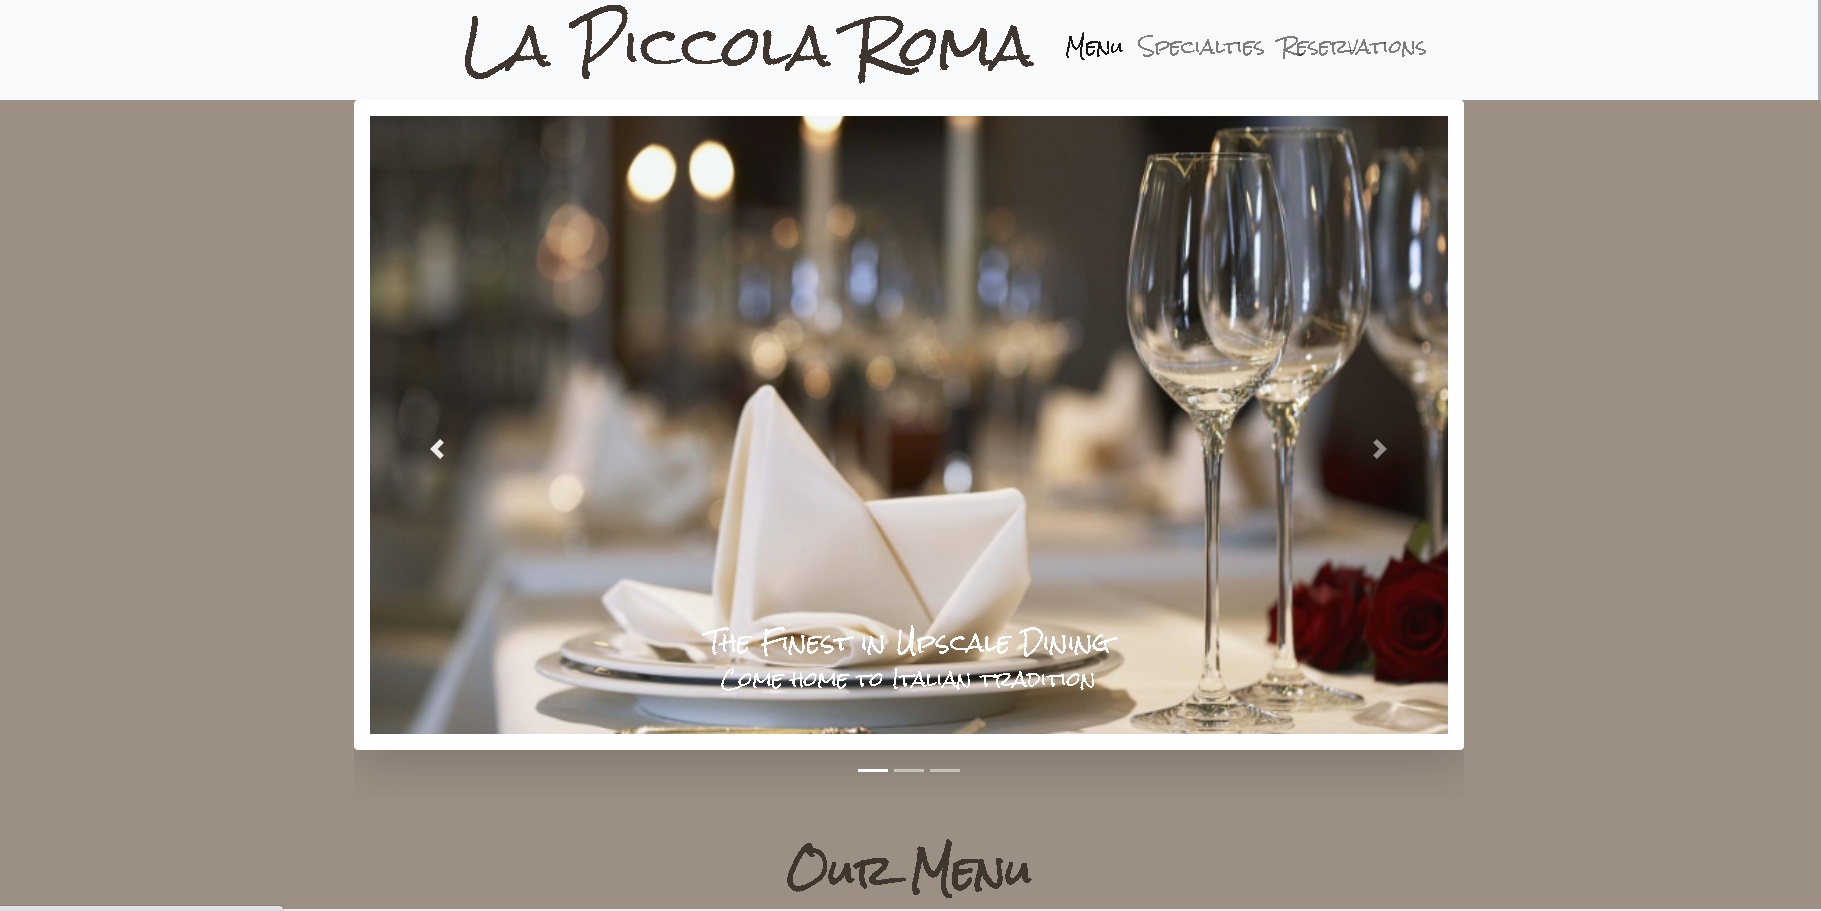 La Piccola Roma
Menu Specialties Reservations
The Finest in Upscale Dining
Come home to Italian tradition
Our Menu